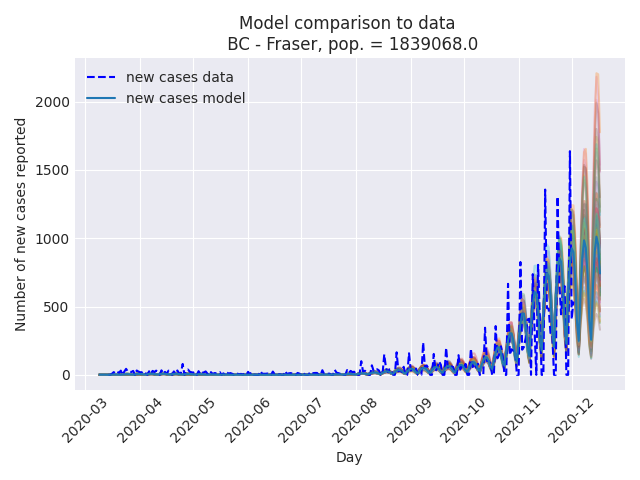 Model comparison to data
BC - Fraser, pop. = 1839068.0
new cases data
new cases model
Number of new cases reported
2000
1500
1000
500
0
2020-03
2020-04
2020-05
2020-06
2020-07
2020-08
2020-09
2020-10
2020-11
2020-12
Day